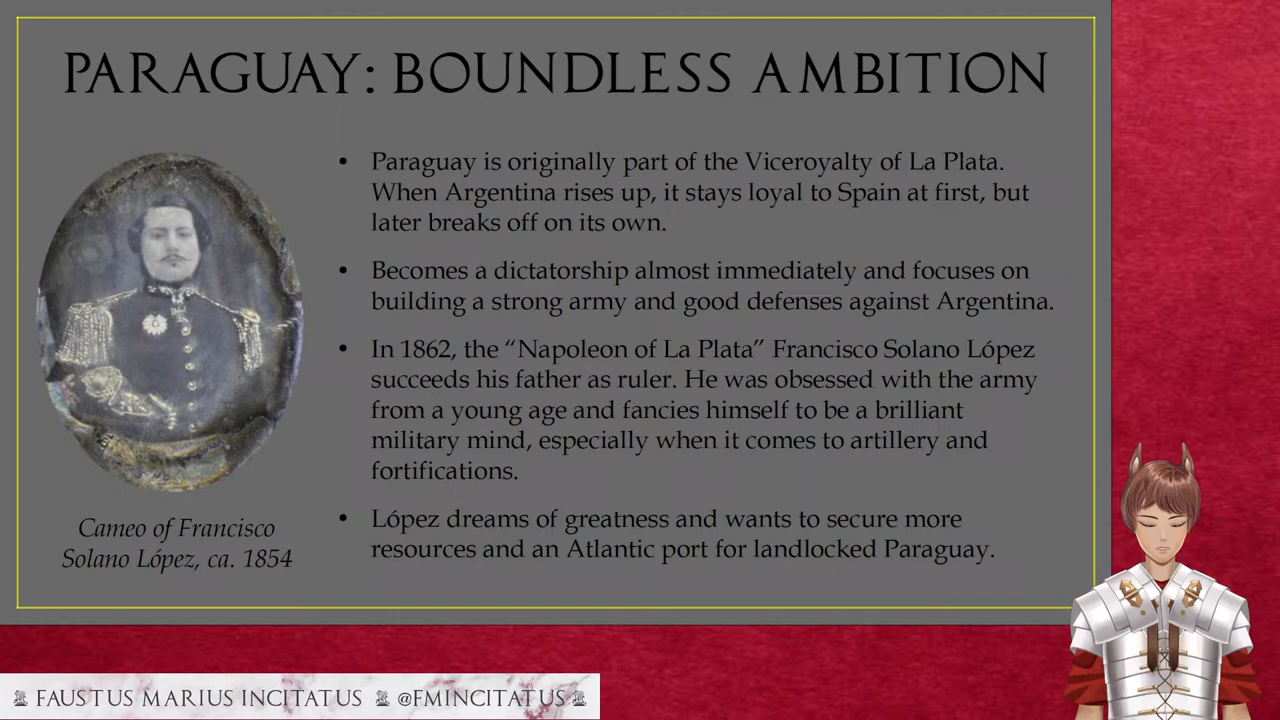 PARAGUAY: BOUNDLESS AMBITION
• Paraguay is originally part of the Viceroyalty of La Plata.
When Argentina rises up, it stays loyal to Spain at first, but
later breaks off on its own.
• Becomes a dictatorship almost immediately and focuses on
building a strong army and good defenses against Argentina.
• In 1862, the “Napoleon of La Plata” Francisco Solano López
succeeds his father as ruler. He was obsessed with the army
from a young age and fancies himself to be a brilliant
military mind, especially when it comes to artillery and
fortifications.
• López dreams of greatness and wants to secure more
resources and an Atlantic port for landlocked Paraguay.
Cameo of Francisco
Solano López, ca. 1854
FAUSTUS MARIUS INCITATUS @FMINCITATUS